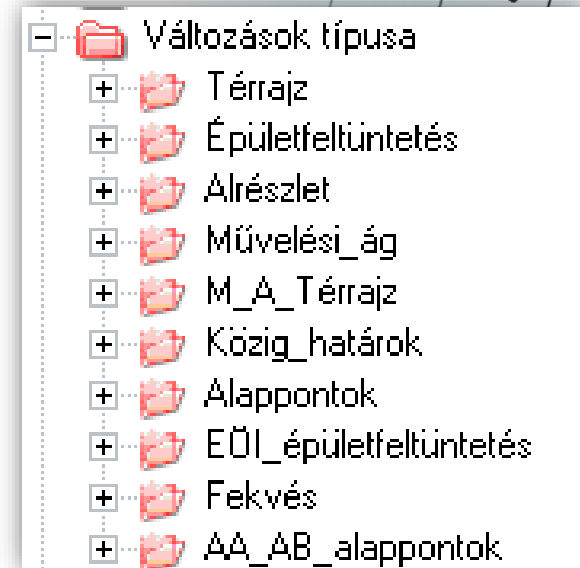 Változások típusa
Térrajz
Épületfeltüntetés
Alrészlet
Művelési_ág
M_A_Térrajz
Közig_határok
Alappontok
EÖI_épületfeltüntetés
Fekvés
AA_AB_alappontok